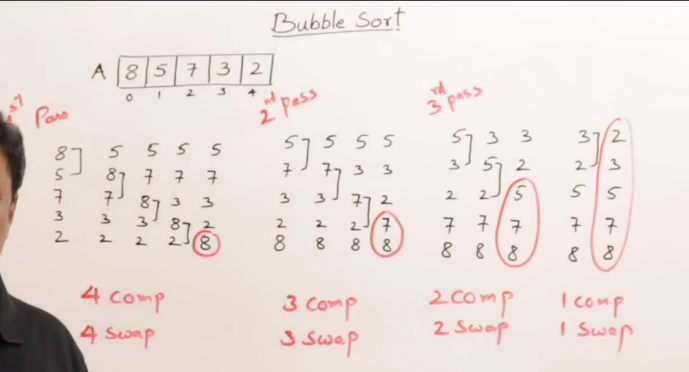 Bubble Sort
A 8 5 7 3 2
0 1 2 3 4
st Pass
8 5 5 5 5
5 8 7 7 7
7 7 8 3 3
3 3 3 8 2
2 2 2 2 8
4 Comp
4 Swap
2nd pass
5 5 5 5
7 7 3 3
3 3 7 2
2 2 2 7
8 8 8 8
3 Comp
3 Swap
3rd pass
5 3 3
3 5 2
2 2 5
7 7 7
8 8 8
2 Comp
2 Swap
3 2
2 3
5 5
7 7
8 8
1 Comp
1 Swap